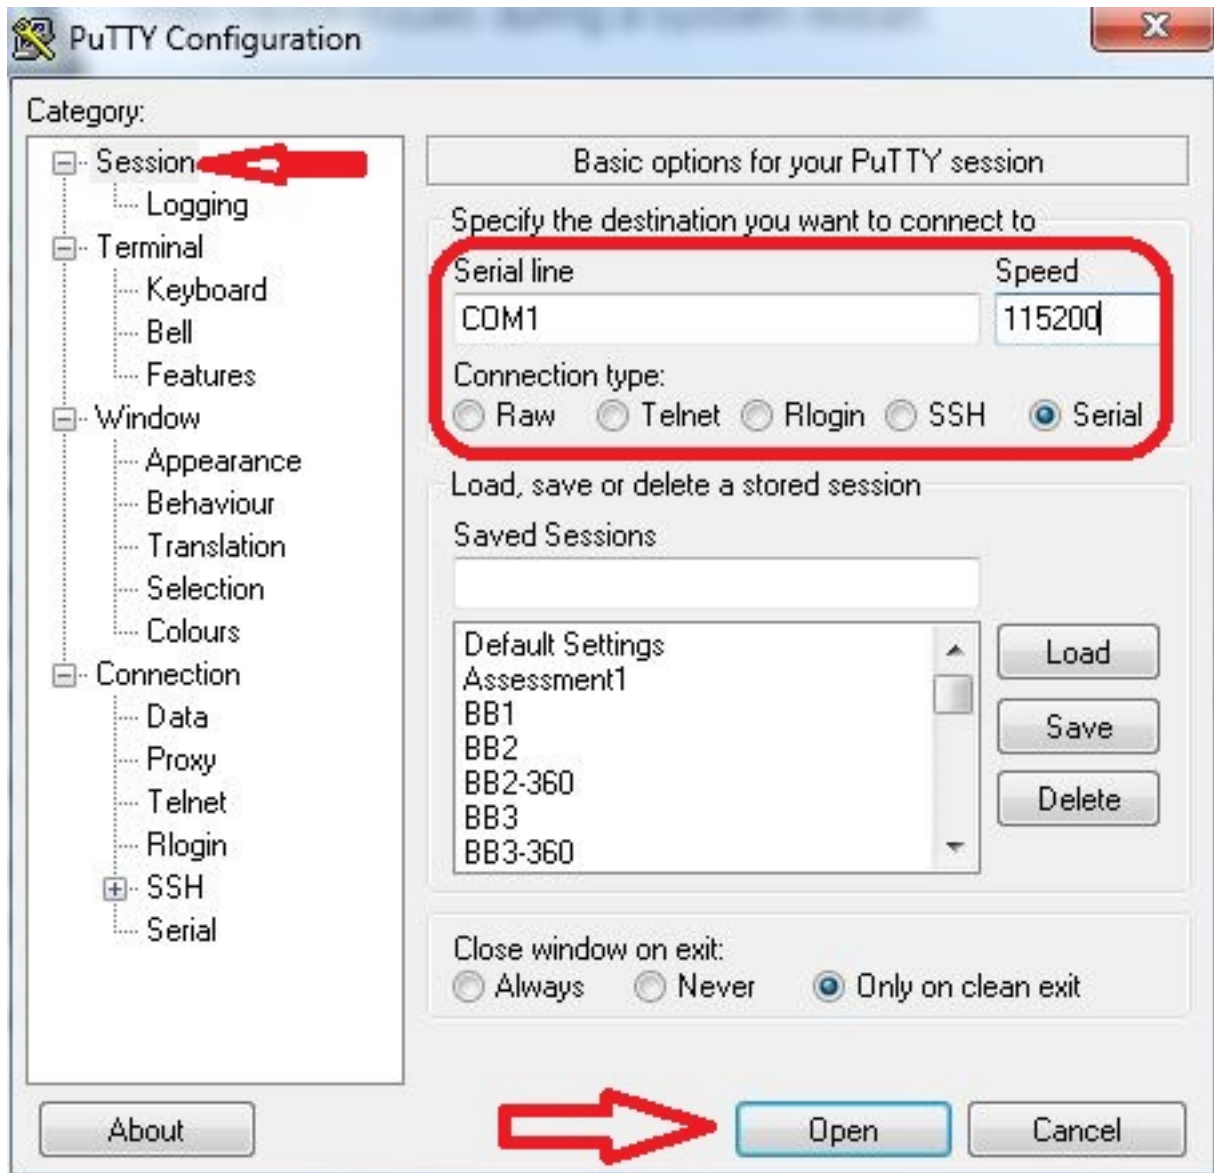 PuTTY Configuration
Category:
Session
Logging
Terminal
Keyboard
Bell
Features
Window
Appearance
Behaviour
Translation
Selection
Colours
Connection
Data
Proxy
Telnet
Rlogin
SSH
Serial
Basic options for your PuTTY session
Specify the destination you want to connect to
Serial line Speed
COM1 115200
Connection type:
Raw Telnet Rlogin SSH Serial
Load, save or delete a stored session
Saved Sessions
Default Settings
Assessment1
BB1
BB2
BB2-360
BB3
BB3-360
Load
Save
Delete
Close window on exit:
Always Never Only on clean exit
About Open Cancel